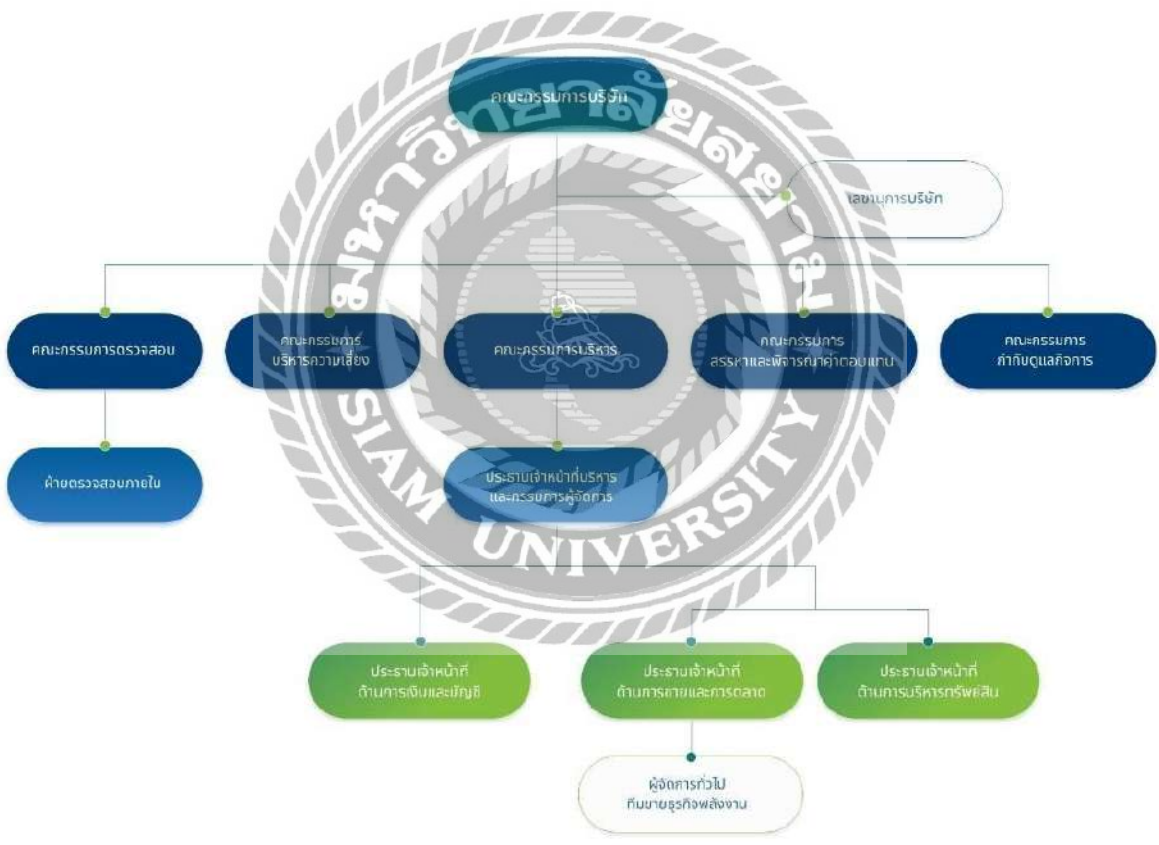 คณะกรรมการบริษัท
เลขานุการบริษัท
คณะกรรมการตรวจสอบ
คณะกรรมการ
บริหารความเสี่ยง
คณะกรรมการบริหาร
คณะกรรมการ
สรรหาและพิจารณาค่าตอบแทน
คณะกรรมการ
กำกับดูแลกิจการ
ฝ่ายตรวจสอบภายใน
ประธานเจ้าหน้าที่บริหาร
และกรรมการผู้จัดการ
ประธานเจ้าหน้าที่
ด้านการเงินและบัญชี
ประธานเจ้าหน้าที่
ด้านการขายและการตลาด
ประธานเจ้าหน้าที่
ด้านการบริหารทรัพย์สิน
ผู้จัดการทั่วไป
ทีมขายธุรกิจพลังงาน
มหาวิทยาลัยสยาม
SIAM UNIVERSITY